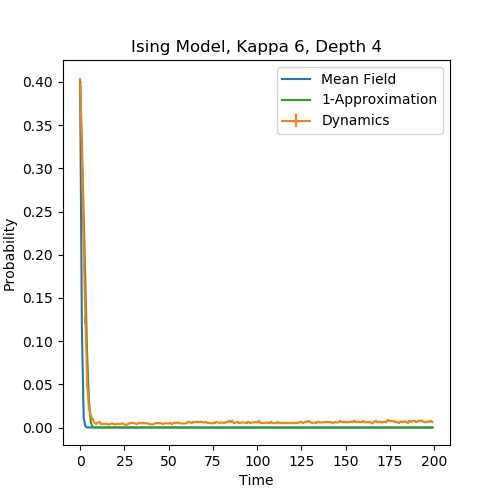 Ising Model, Kappa 6, Depth 4
Mean Field
1-Approximation
Dynamics
0.40
0.35
0.30
0.25
0.20
0.15
0.10
0.05
0.00
Probability
0 25 50 75 100 125 150 175 200
Time